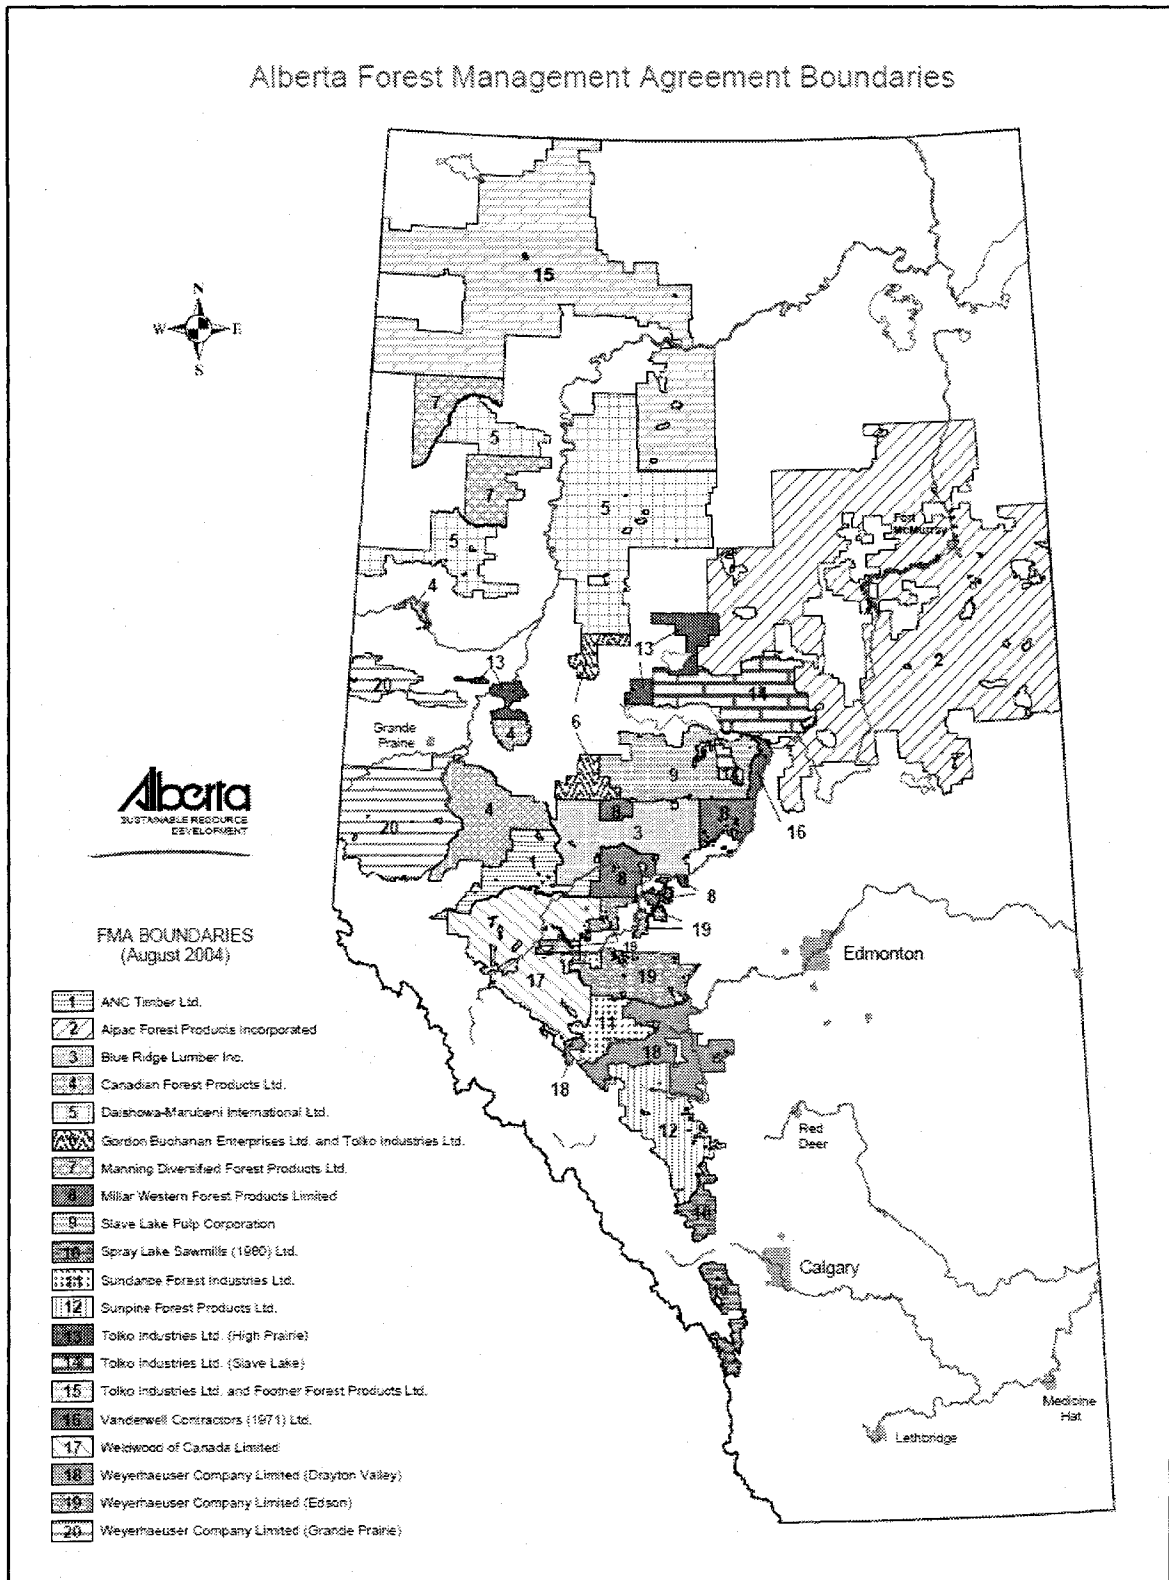 Alberta Forest Management Agreement Boundaries
N
W E
S
15
7
5
7
5
5
Fort
McMurray
4
2
13
13
20
14
6
4
Grande
Prairie
9
Alberta
SUSTAINABLE RESOURCE
DEVELOPMENT
4
20
8
8
3
16
1
8
8
19
19
FMA BOUNDARIES
(August 2004)
Edmonton
17
19
11
18
18
12
Red
Deer
10
Calgary
10
Medicine
Hat
Lethbridge
1 ANC Timber Ltd.
2 Alpac Forest Products Incorporated
3 Blue Ridge Lumber Inc.
4 Canadian Forest Products Ltd.
5 Daishowa-Marubeni International Ltd.
6 Gordon Buchanan Enterprises Ltd. and Tolko Industries Ltd.
7 Manning Diversified Forest Products Ltd.
8 Millar Western Forest Products Limited
9 Slave Lake Pulp Corporation
10 Spray Lake Sawmills (1980) Ltd.
11 Sundance Forest Industries Ltd.
12 Sunpine Forest Products Ltd.
13 Tolko Industries Ltd. (High Prairie)
14 Tolko Industries Ltd. (Slave Lake)
15 Tolko Industries Ltd. and Footner Forest Products Ltd.
16 Vanderwell Contractors (1971) Ltd.
17 Weldwood of Canada Limited
18 Weyerhaeuser Company Limited (Drayton Valley)
19 Weyerhaeuser Company Limited (Edson)
20 Weyerhaeuser Company Limited (Grande Prairie)